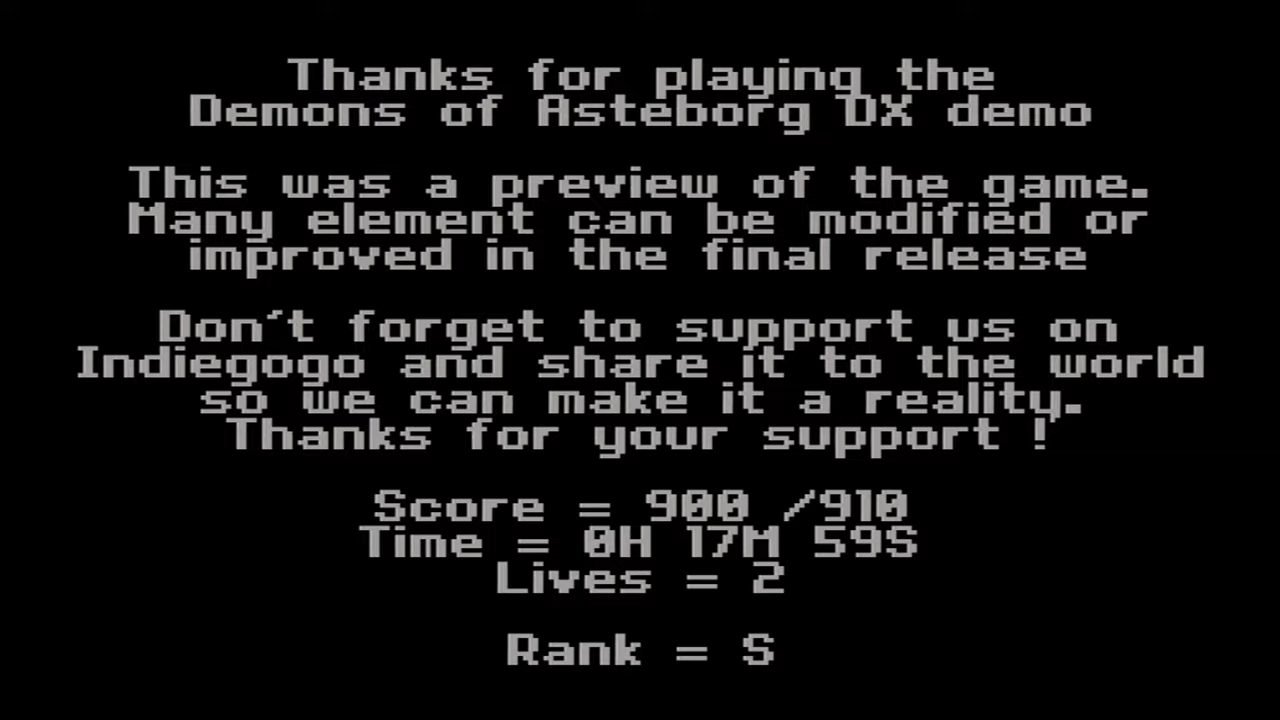 Thanks for playing the
Demons of Asteborg DX demo
This was a preview of the game.
Many element can be modified or
improved in the final release
Don't forget to support us on
Indiegogo and share it to the world
so we can make it a reality.
Thanks for your support !
Score = 900 /910
Time = 0H 17M 59S
Lives = 2
Rank = S